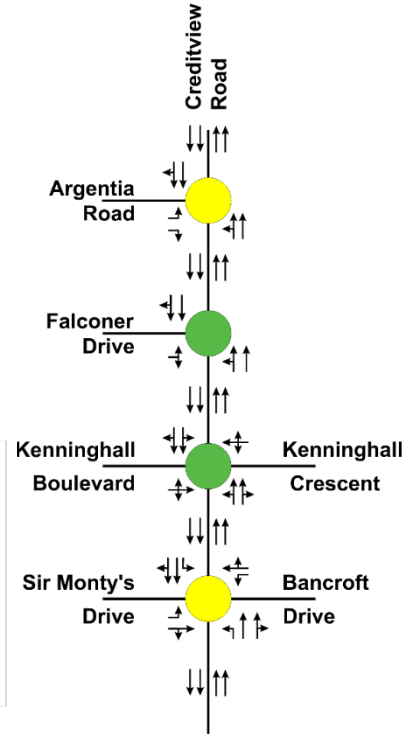 Creditview
Road
Argentia
Road
Falconer
Drive
Kenninghall
Boulevard
Kenninghall
Crescent
Sir Monty's
Drive
Bancroft
Drive